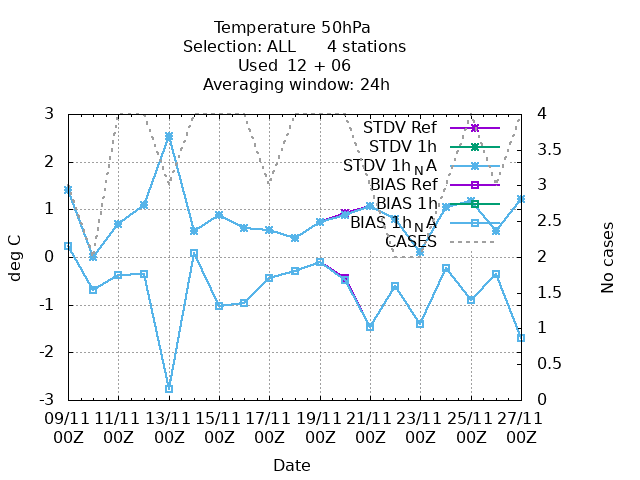 Temperature 50hPa
Selection: ALL 4 stations
Used 12 + 06
Averaging window: 24h
3
2
1
0
-1
-2
-3
deg C
4
3.5
3
2.5
2
1.5
1
0.5
0
No cases
STDV Ref
STDV 1h
STDV 1h_N A
BIAS Ref
BIAS 1h
BIAS 1h_N A
CASES
09/11 11/11 13/11 15/11 17/11 19/11 21/11 23/11 25/11 27/11
00Z 00Z 00Z 00Z 00Z 00Z 00Z 00Z 00Z 00Z
Date